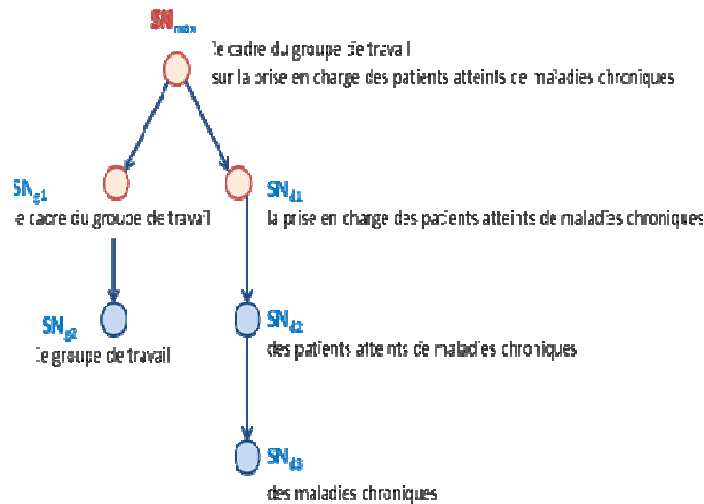 SNmax
le cadre du groupe de travail
sur la prise en charge des patients atteints de maladies chroniques
SNg1
le cadre du groupe de travail
SNd1
la prise en charge des patients atteints de maladies chroniques
SNg2
le groupe de travail
SNd2
des patients atteints de maladies chroniques
SNd3
des maladies chroniques